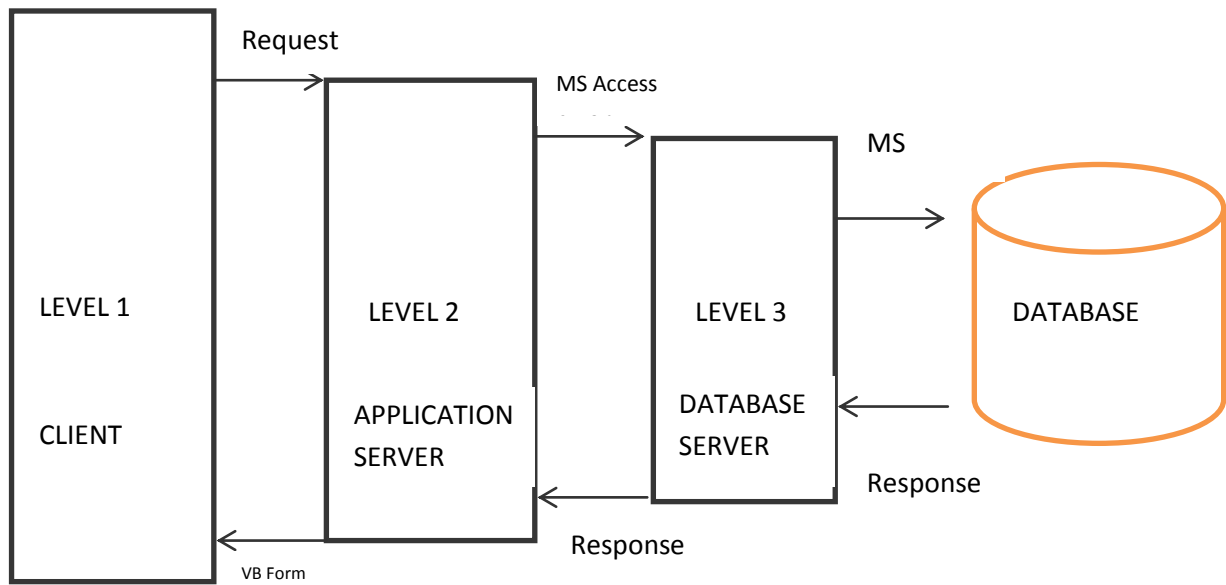 Request
MS Access
MS
LEVEL 1
LEVEL 2
LEVEL 3
DATABASE
CLIENT
APPLICATION
SERVER
DATABASE
SERVER
Response
Response
VB Form